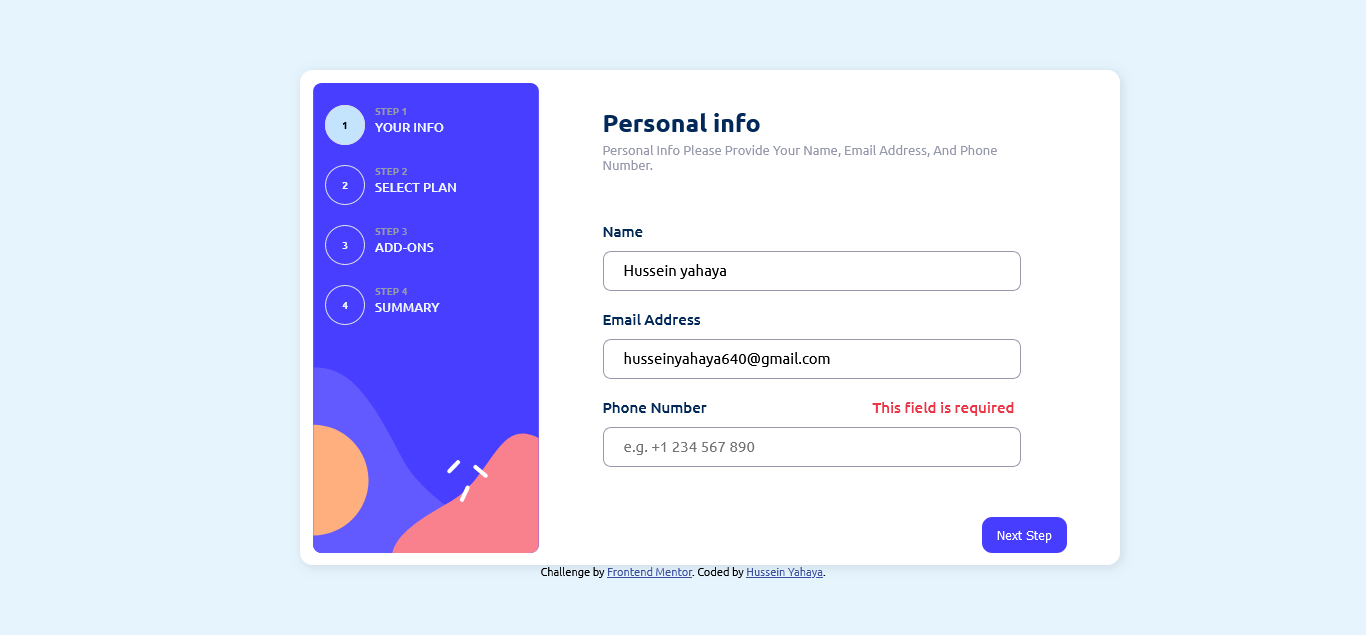 1
STEP 1
YOUR INFO
2
STEP 2
SELECT PLAN
3
STEP 3
ADD-ONS
4
STEP 4
SUMMARY
Personal info
Personal Info Please Provide Your Name, Email Address, And Phone
Number.
Name
Hussein yahaya
Email Address
husseinyahaya640@gmail.com
Phone Number This field is required
e.g. +1 234 567 890
Next Step
Challenge by Frontend Mentor. Coded by Hussein Yahaya.